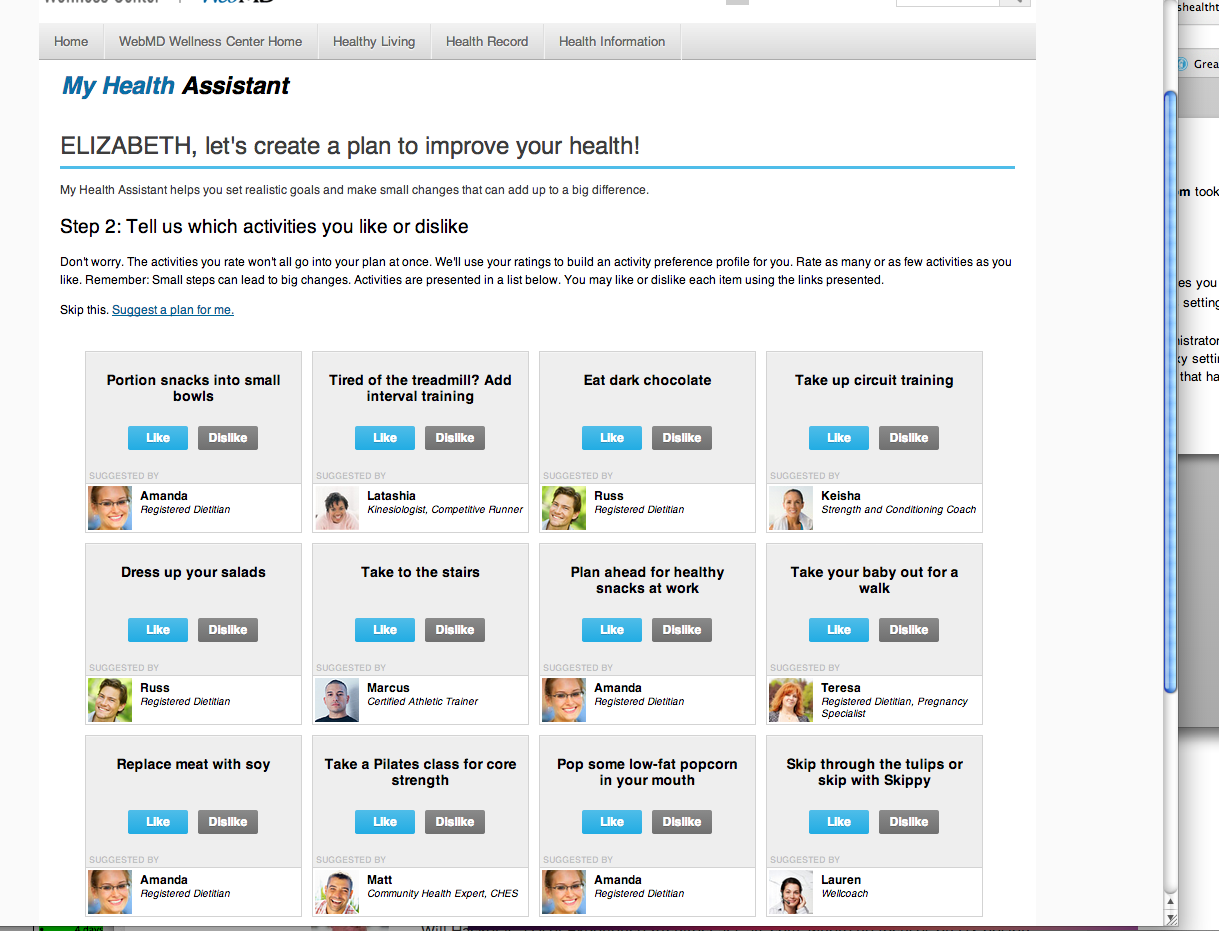 Home WebMD Wellness Center Home Healthy Living Health Record Health Information
My Health Assistant
ELIZABETH, let's create a plan to improve your health!
My Health Assistant helps you set realistic goals and make small changes that can add up to a big difference.
Step 2: Tell us which activities you like or dislike
Don't worry. The activities you rate won't all go into your plan at once. We'll use your ratings to build an activity preference profile for you. Rate as many or as few activities as you
like. Remember: Small steps can lead to big changes. Activities are presented in a list below. You may like or dislike each item using the links presented.
Skip this. Suggest a plan for me.
Portion snacks into small
bowls
Like Dislike
SUGGESTED BY
Amanda
Registered Dietitian
Tired of the treadmill? Add
interval training
Like Dislike
SUGGESTED BY
Latashia
Kinesiologist, Competitive Runner
Eat dark chocolate
Like Dislike
SUGGESTED BY
Russ
Registered Dietitian
Take up circuit training
Like Dislike
SUGGESTED BY
Keisha
Strength and Conditioning Coach
Dress up your salads
Like Dislike
SUGGESTED BY
Russ
Registered Dietitian
Take to the stairs
Like Dislike
SUGGESTED BY
Marcus
Certified Athletic Trainer
Plan ahead for healthy
snacks at work
Like Dislike
SUGGESTED BY
Amanda
Registered Dietitian
Take your baby out for a
walk
Like Dislike
SUGGESTED BY
Teresa
Registered Dietitian, Pregnancy
Specialist
Replace meat with soy
Like Dislike
SUGGESTED BY
Amanda
Registered Dietitian
Take a Pilates class for core
strength
Like Dislike
SUGGESTED BY
Matt
Community Health Expert, CHES
Pop some low-fat popcorn
in your mouth
Like Dislike
SUGGESTED BY
Amanda
Registered Dietitian
Skip through the tulips or
skip with Skippy
Like Dislike
SUGGESTED BY
Lauren
Wellcoach
shealtht
Grea
m took
es you
setting
nistrator
xy setti
that ha
4 days